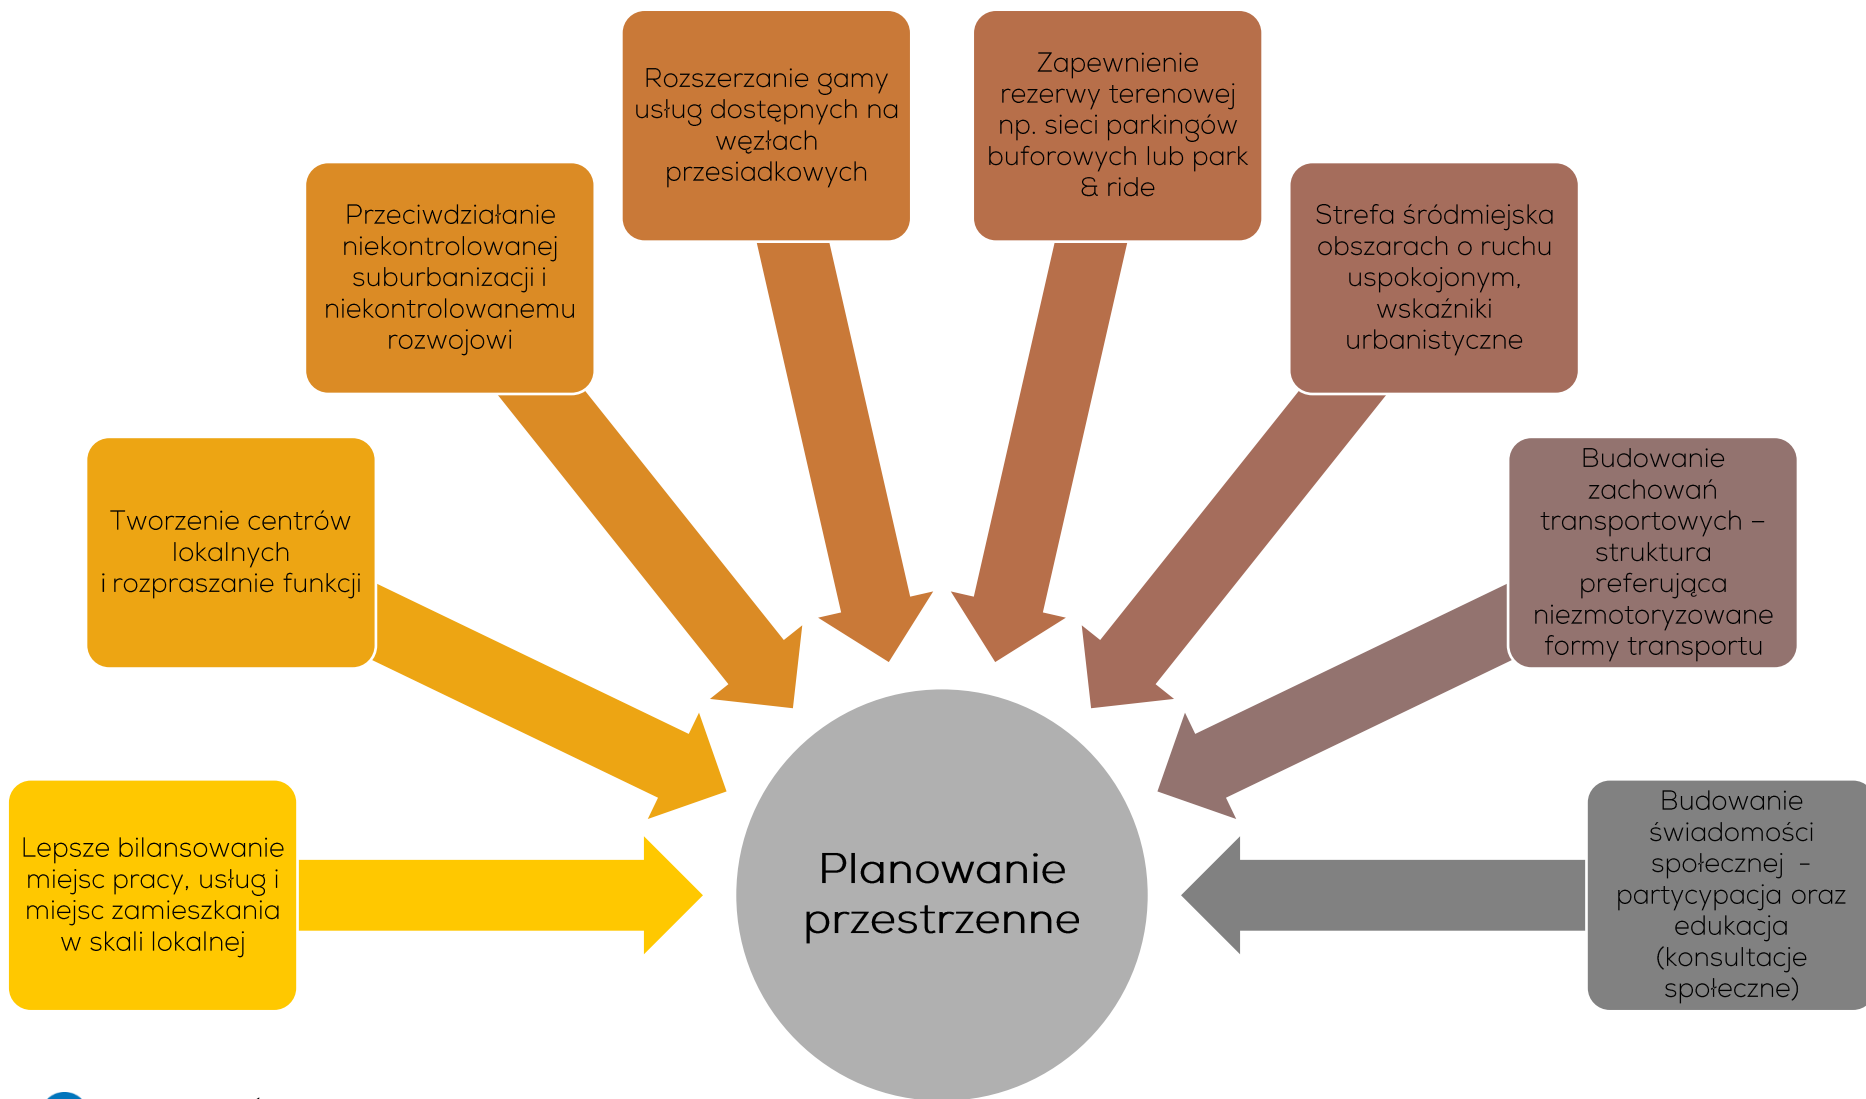 Rozszerzanie gamy
usług dostępnych na
węzłach
przesiadkowych
Zapewnienie
rezerwy terenowej
np. sieci parkingów
buforowych lub park
& ride
Przeciwdziałanie
niekontrolowanej
suburbanizacji i
niekontrolowanemu
rozwojowi
Strefa śródmiejska
obszarach o ruchu
uspokojonym,
wskaźniki
urbanistyczne
Tworzenie centrów
lokalnych
i rozpraszanie funkcji
Budowanie
zachowań
transportowych –
struktura
preferująca
niezmotoryzowane
formy transportu
Lepsze bilansowanie
miejsc pracy, usług i
miejsc zamieszkania
w skali lokalnej
Planowanie
przestrzenne
Budowanie
świadomości
społecznej -
partycypacja oraz
edukacja
(konsultacje
społeczne)